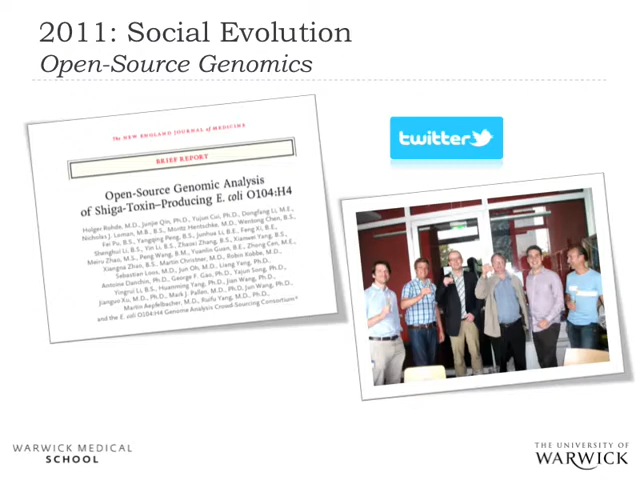 2011: Social Evolution
Open-Source Genomics
The NEW ENGLAND JOURNAL of MEDICINE
BRIEF REPORT
Open-Source Genomic Analysis
of Shiga-Toxin–Producing E. coli O104:H4
Holger Rohde, M.D., Junjie Qin, Ph.D., Yujun Cui, Ph.D., Dongfang Li, M.E.,
Nicholas J. Loman, M.B., B.S., Moritz Hentschke, M.D., Wentong Chen, B.S.,
Fei Pu, B.S., Yangqing Peng, B.S., Junhua Li, B.E., Feng Xi, B.E.,
Shenghui Li, B.S., Yin Li, B.S., Zhaoxi Zhang, B.S., Xianwei Yang, B.S.,
Meiru Zhao, M.S., Peng Wang, B.M., Yuanlin Guan, B.E., Zhong Cen, M.E.,
Xiangna Zhao, B.S., Martin Christner, M.D., Robin Kobbe, M.D.,
Sebastian Loos, M.D., Jun Oh, M.D., Liang Yang, Ph.D.,
Antoine Danchin, Ph.D., George F. Gao, Ph.D., Yajun Song, Ph.D.,
Yingrui Li, B.S., Huanming Yang, Ph.D., Jian Wang, Ph.D.,
Jianguo Xu, M.D., Ph.D., Mark J. Pallen, M.D., Ph.D., Jun Wang, Ph.D.,
Martin Aepfelbacher, M.D., Ruifu Yang, M.D., Ph.D.,
and the E. coli O104:H4 Genome Analysis Crowd-Sourcing Consortium*
twitter
WARWICK MEDICAL
SCHOOL
THE UNIVERSITY OF
WARWICK